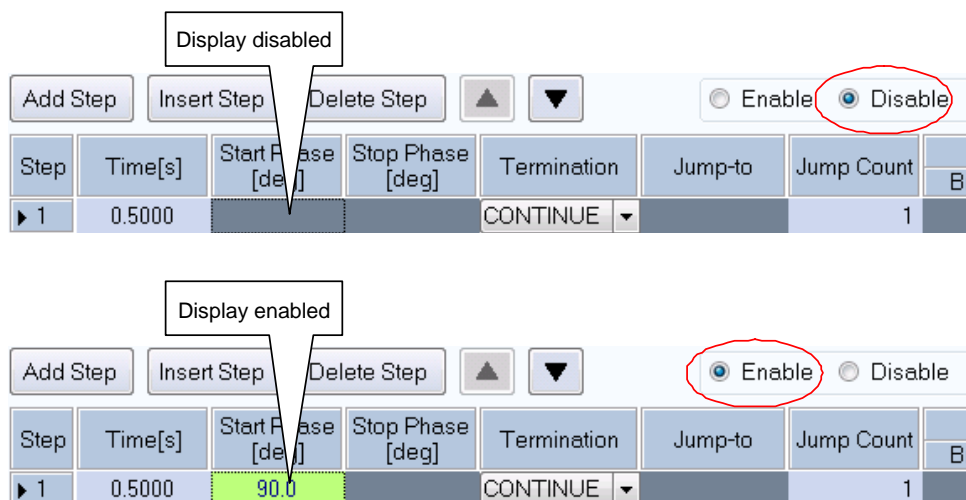 Display disabled
Add Step Insert Step Delete Step Enable Disable
Step Time[s] Start Phase [deg] Stop Phase [deg] Termination Jump-to Jump Count B
1 0.5000 CONTINUE 1
Display enabled
Add Step Insert Step Delete Step Enable Disable
Step Time[s] Start Phase [deg] Stop Phase [deg] Termination Jump-to Jump Count B
1 0.5000 90.0 CONTINUE 1